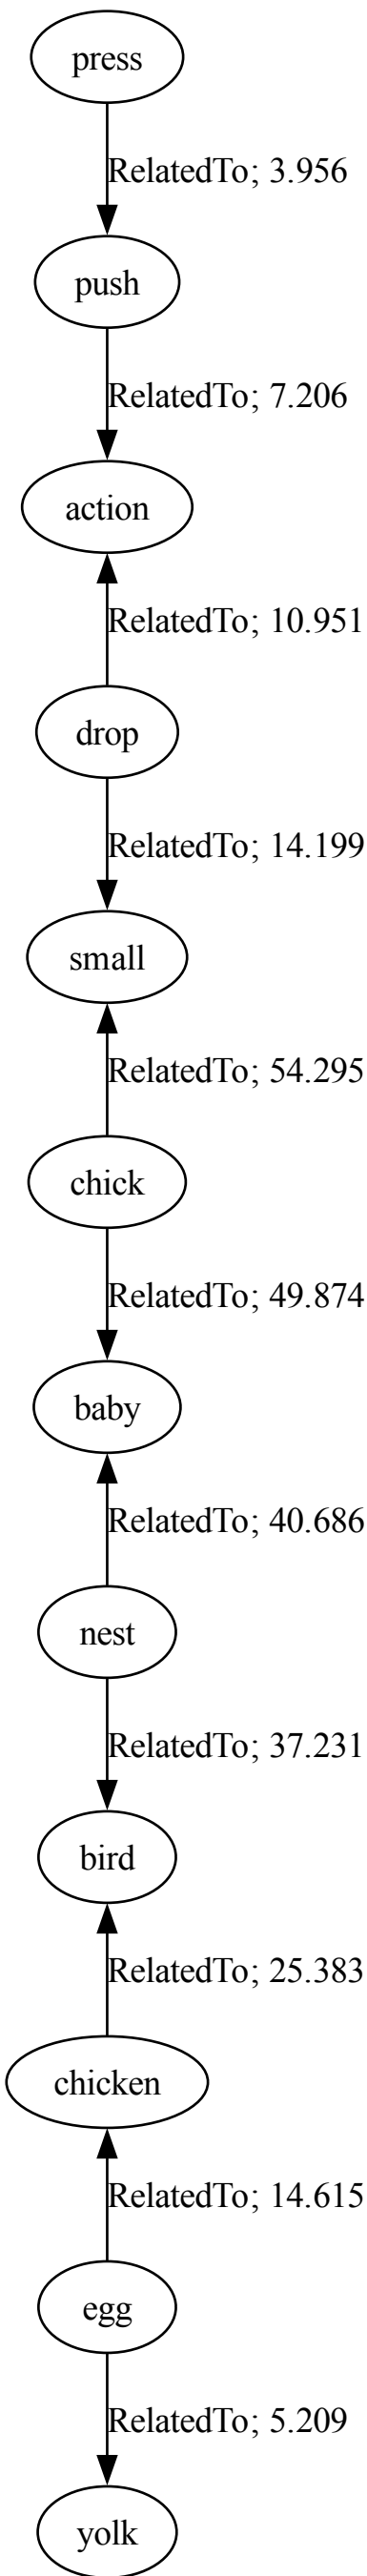 press
RelatedTo; 3.956
push
RelatedTo; 7.206
action
RelatedTo; 10.951
drop
RelatedTo; 14.199
small
RelatedTo; 54.295
chick
RelatedTo; 49.874
baby
RelatedTo; 40.686
nest
RelatedTo; 37.231
bird
RelatedTo; 25.383
chicken
RelatedTo; 14.615
egg
RelatedTo; 5.209
yolk